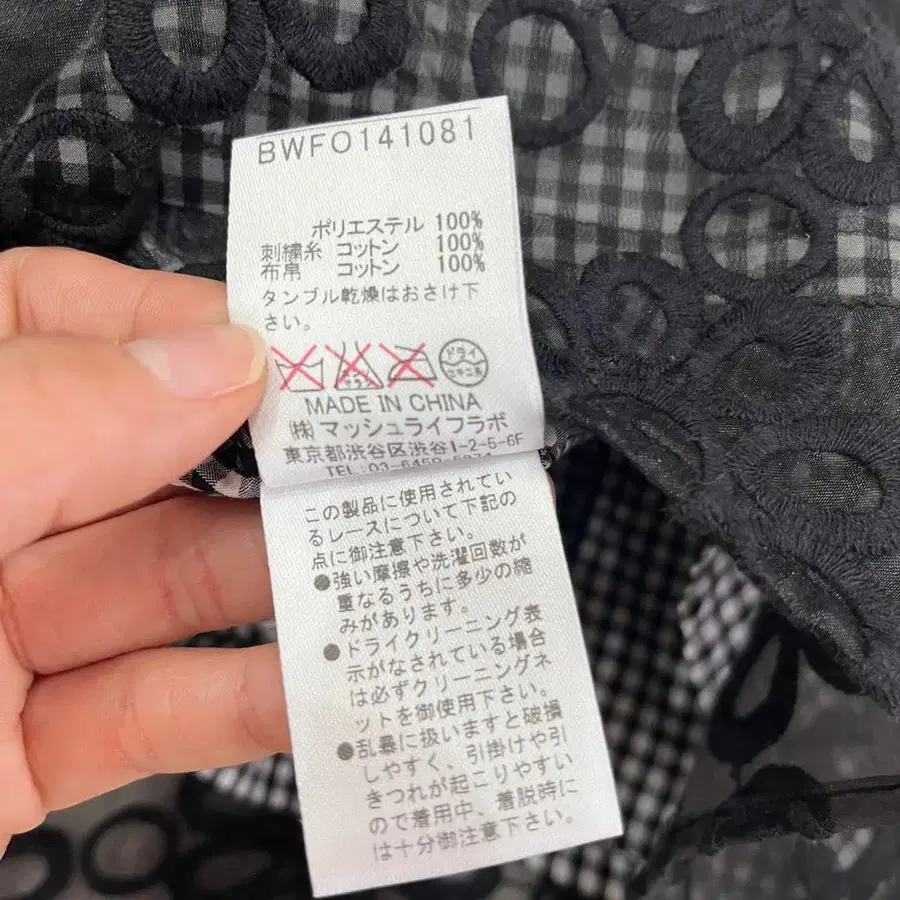 BWFO141081
ポリエステル 100%
刺繍糸 コットン 100%
布帛 コットン 100%
タンブル乾燥はおさけ下
さい。
ドライ
セキユ系
MADE IN CHINA
㈱ マッシュライフラボ
東京都渋谷区渋谷1-2-5-6F
TEL:03-6450-
この製品に使用されてい
るレースについて下記の
点に御注意下さい。
●強い摩擦や洗濯回数が
重なるうちに多少の縮
みがあります。
●ドライクリーニング表
示がなされている場合
は必ずクリーニングネ
ットを御使用下さい。
●乱暴に扱いますと破損
しやすく、引掛けや引
きつれが起こりやすい
ので着用中、着脱時に
は十分御注意下さい。